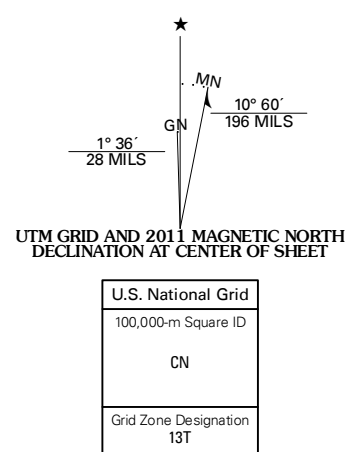 ★
MN
GN
10° 60´
196 MILS
1° 36´
28 MILS
UTM GRID AND 2011 MAGNETIC NORTH
DECLINATION AT CENTER OF SHEET
U.S. National Grid
100,000-m Square ID
CN
Grid Zone Designation
13T